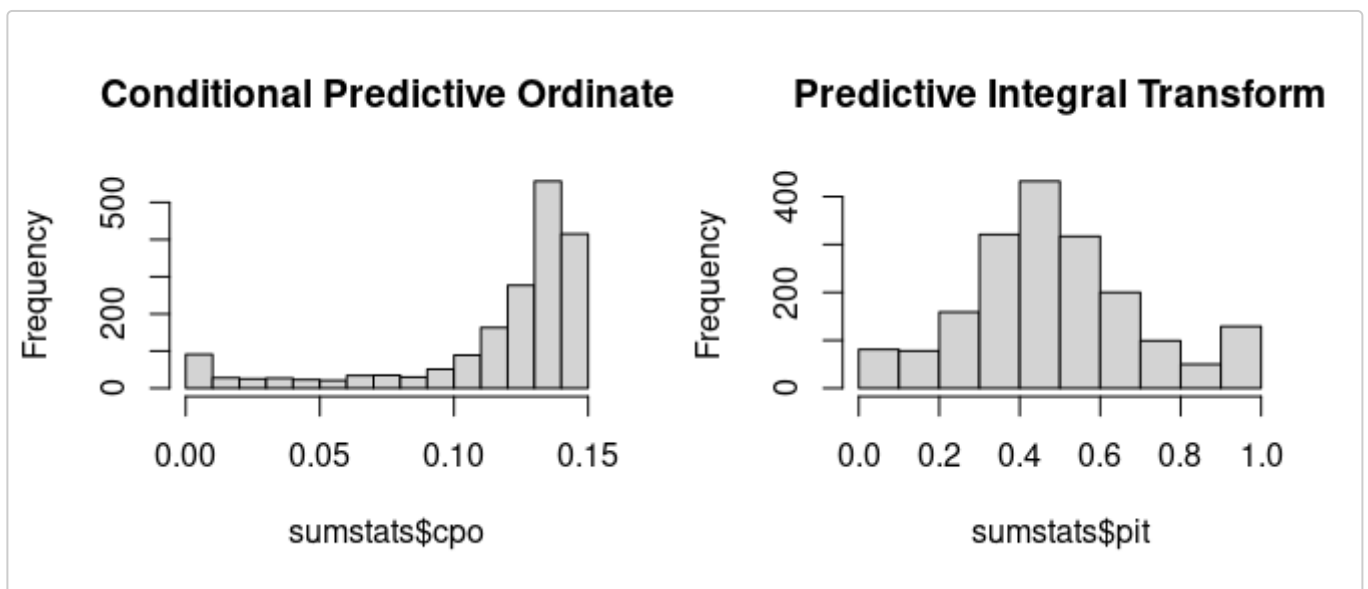 Conditional Predictive Ordinate
Frequency
0 200 500
0.00 0.05 0.10 0.15
sumstats$cpo
Predictive Integral Transform
Frequency
0 200 400
0.0 0.2 0.4 0.6 0.8 1.0
sumstats$pit